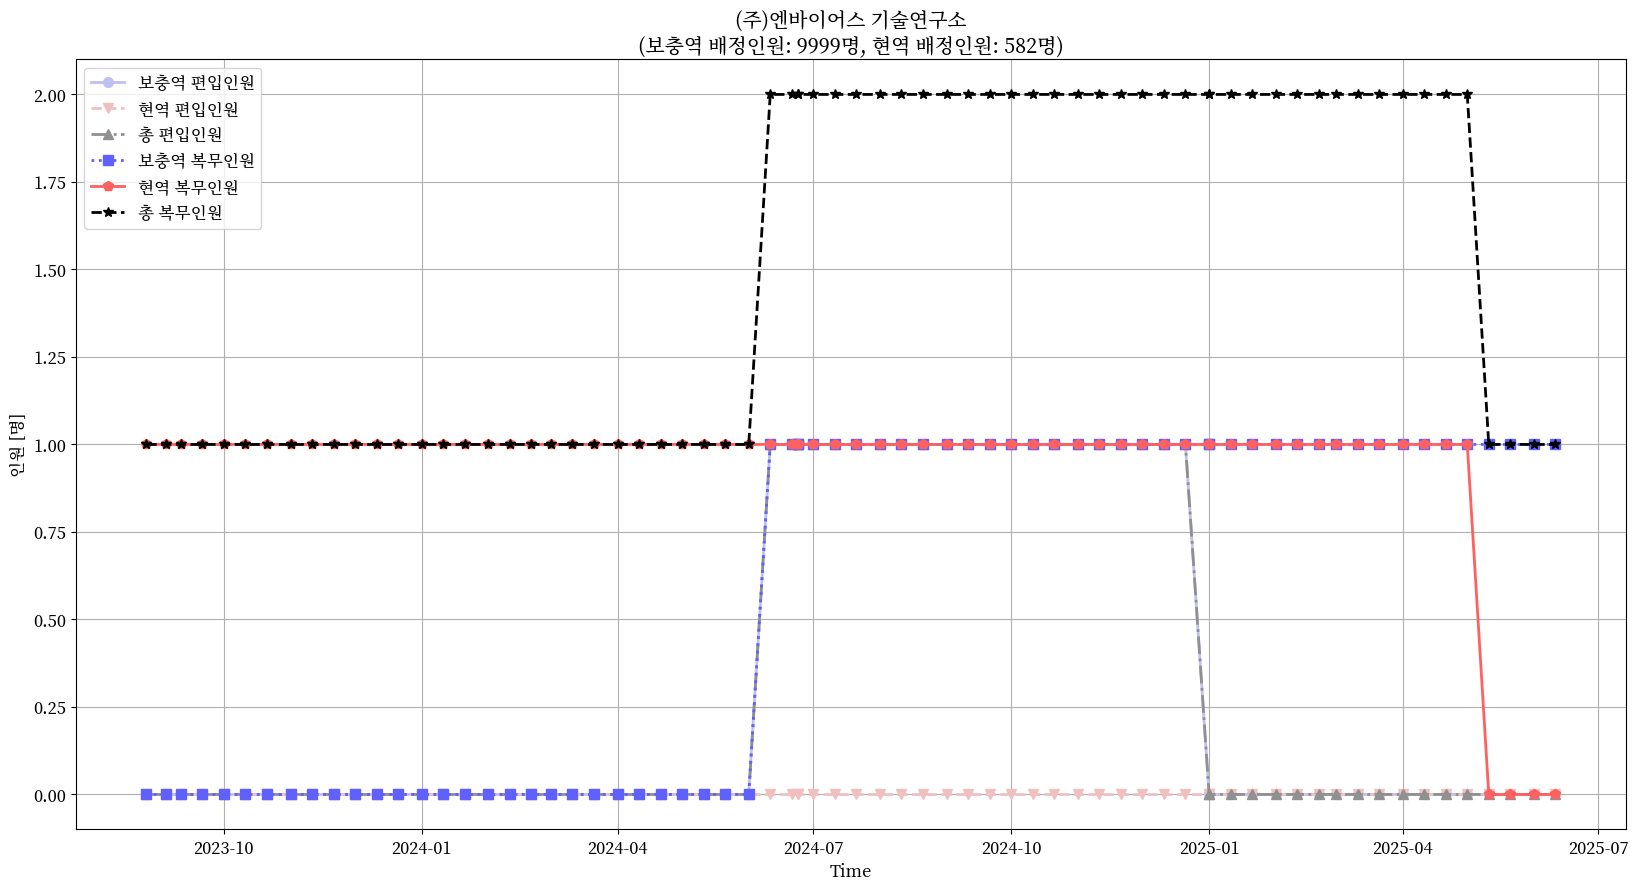 (주)엔바이어스 기술연구소
(보충역 배정인원: 9999명, 현역 배정인원: 582명)
보충역 편입인원
현역 편입인원
총 편입인원
보충역 복무인원
현역 복무인원
총 복무인원
인원 [명]
2.00
1.75
1.50
1.25
1.00
0.75
0.50
0.25
0.00
2023-10
2024-01
2024-04
2024-07
2024-10
2025-01
2025-04
2025-07
Time